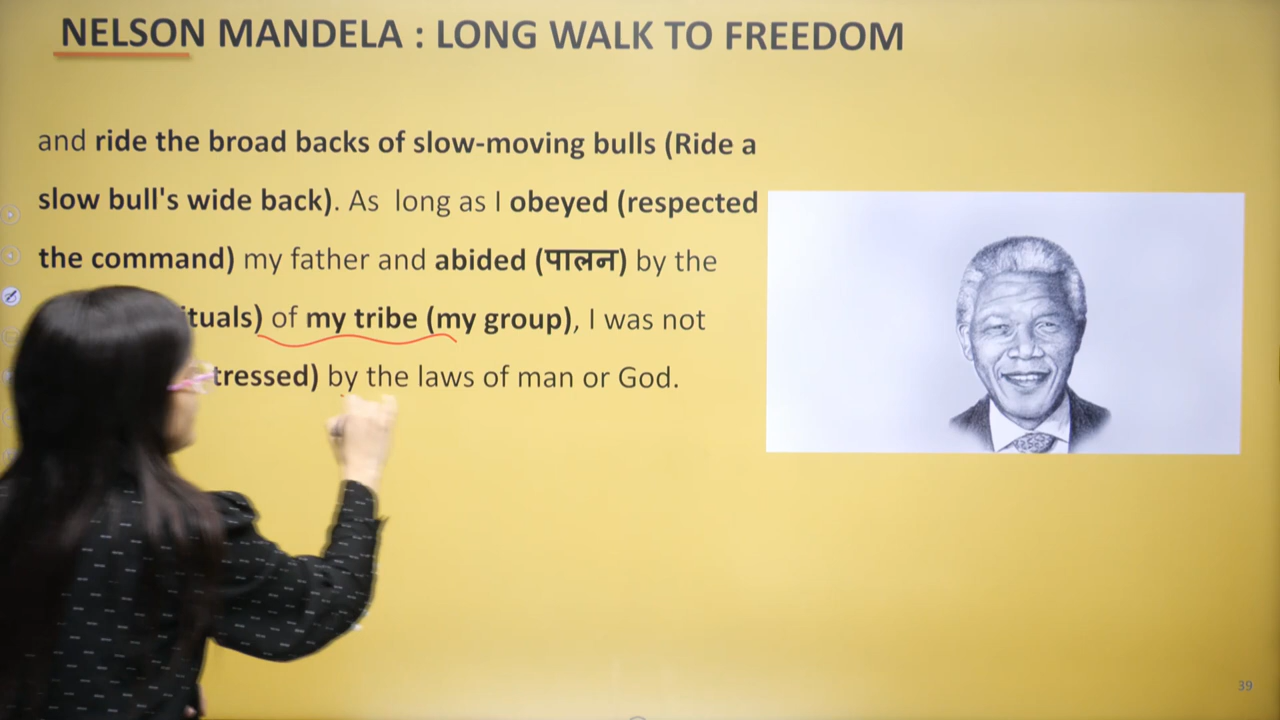 NELSON MANDELA : LONG WALK TO FREEDOM
and ride the broad backs of slow-moving bulls (Ride a
slow bull's wide back). As long as I obeyed (respected
the command) my father and abided (पालन) by the
of my tribe (my group), I was not
by the laws of man or God.
39